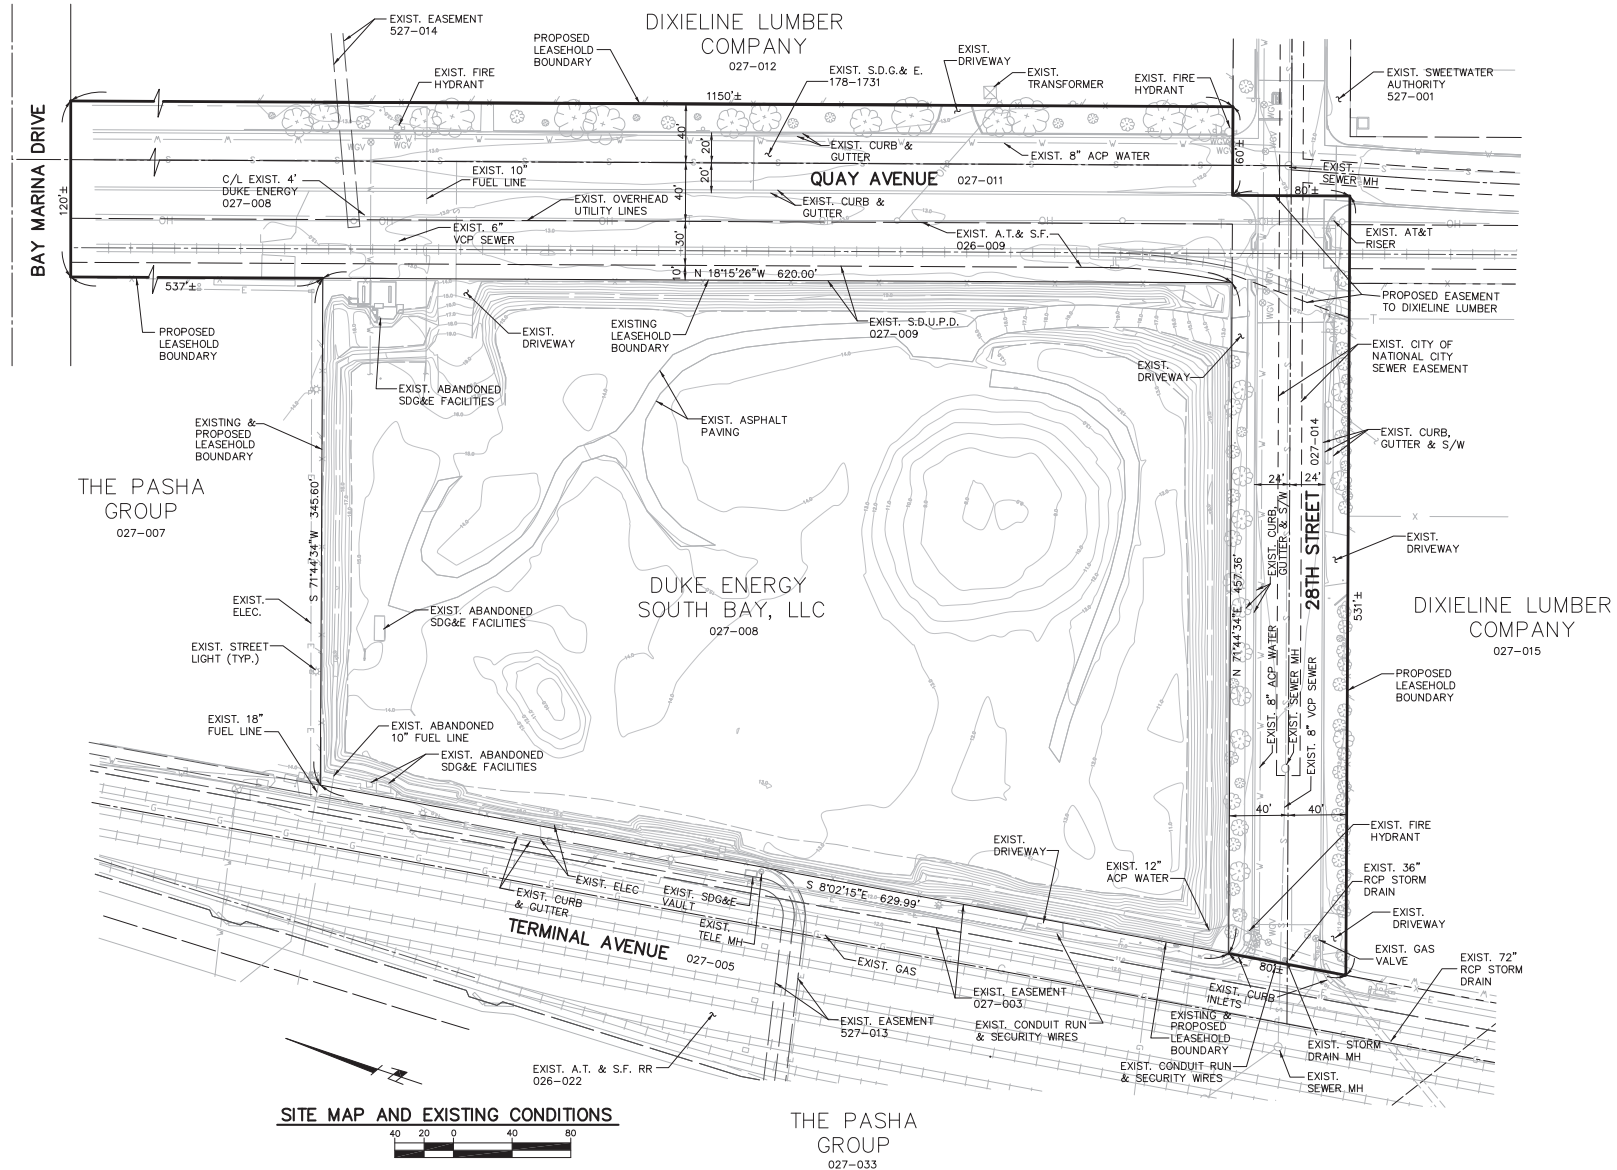 EXIST. EASEMENT
527-014
DIXIELINE LUMBER
COMPANY
027-012
PROPOSED
LEASEHOLD
BOUNDARY
EXIST. FIRE
HYDRANT
EXIST. S.D.G.& E.
178-1731
EXIST.
DRIVEWAY
EXIST.
TRANSFORMER
EXIST. FIRE
HYDRANT
EXIST. SWEETWATER
AUTHORITY
527-001
1150'±
BAY MARINA DRIVE
120'±
40'
20'
20'
40'
30'
10'
60'±
80'±
WGV
WGV
WGV
EXIST. CURB &
GUTTER
EXIST. 8" ACP WATER
EXIST.
SEWER MH
C/L EXIST. 4'
DUKE ENERGY
027-008
EXIST. 10"
FUEL LINE
QUAY AVENUE 027-011
EXIST. OVERHEAD
UTILITY LINES
EXIST. CURB &
GUTTER
EXIST. 6"
VCP SEWER
EXIST. A.T.& S.F.
026-009
EXIST. AT&T
RISER
537'±
N 18°15'26"W 620.00'
PROPOSED EASEMENT
TO DIXIELINE LUMBER
PROPOSED
LEASEHOLD
BOUNDARY
EXIST.
DRIVEWAY
EXISTING
LEASEHOLD
BOUNDARY
EXIST. S.D.U.P.D.
027-009
EXIST.
DRIVEWAY
EXIST. CITY OF
NATIONAL CITY
SEWER EASEMENT
EXIST. ABANDONED
SDG&E FACILITIES
EXISTING &
PROPOSED
LEASEHOLD
BOUNDARY
EXIST. ASPHALT
PAVING
027-014
EXIST. CURB,
GUTTER & S/W
THE PASHA
GROUP
027-007
S 71°44'34"W 345.60'
24'
24'
EXIST. CURB,
GUTTER & S/W
28TH STREET
EXIST.
DRIVEWAY
DUKE ENERGY
SOUTH BAY, LLC
027-008
N 71°44'34"E 457.36'
531'±
DIXIELINE LUMBER
COMPANY
027-015
EXIST.
ELEC.
EXIST. ABANDONED
SDG&E FACILITIES
EXIST. STREET
LIGHT (TYP.)
EXIST. 8" ACP WATER
EXIST. SEWER MH
EXIST. 8" VCP SEWER
PROPOSED
LEASEHOLD
BOUNDARY
EXIST. 18"
FUEL LINE
EXIST. ABANDONED
10" FUEL LINE
EXIST. ABANDONED
SDG&E FACILITIES
40'
40'
EXIST. FIRE
HYDRANT
EXIST.
DRIVEWAY
EXIST. 12"
ACP WATER
EXIST. 36"
RCP STORM
DRAIN
EXIST. CURB
& GUTTER
EXIST. ELEC
EXIST. SDG&E
VAULT
S 8°02'15"E 629.99'
EXIST.
TELE MH
EXIST.
DRIVEWAY
TERMINAL AVENUE 027-005
EXIST. GAS
80'±
EXIST. GAS
VALVE
EXIST. 72"
RCP STORM
DRAIN
EXIST. EASEMENT
027-003
EXIST. CURB
INLETS
EXIST. EASEMENT
527-013
EXIST. CONDUIT RUN
& SECURITY WIRES
EXISTING &
PROPOSED
LEASEHOLD
BOUNDARY
EXIST. STORM
DRAIN MH
EXIST. A.T. & S.F. RR
026-022
EXIST. CONDUIT RUN
& SECURITY WIRES
EXIST.
SEWER MH
SITE MAP AND EXISTING CONDITIONS
40 20 0 40 80
THE PASHA
GROUP
027-033